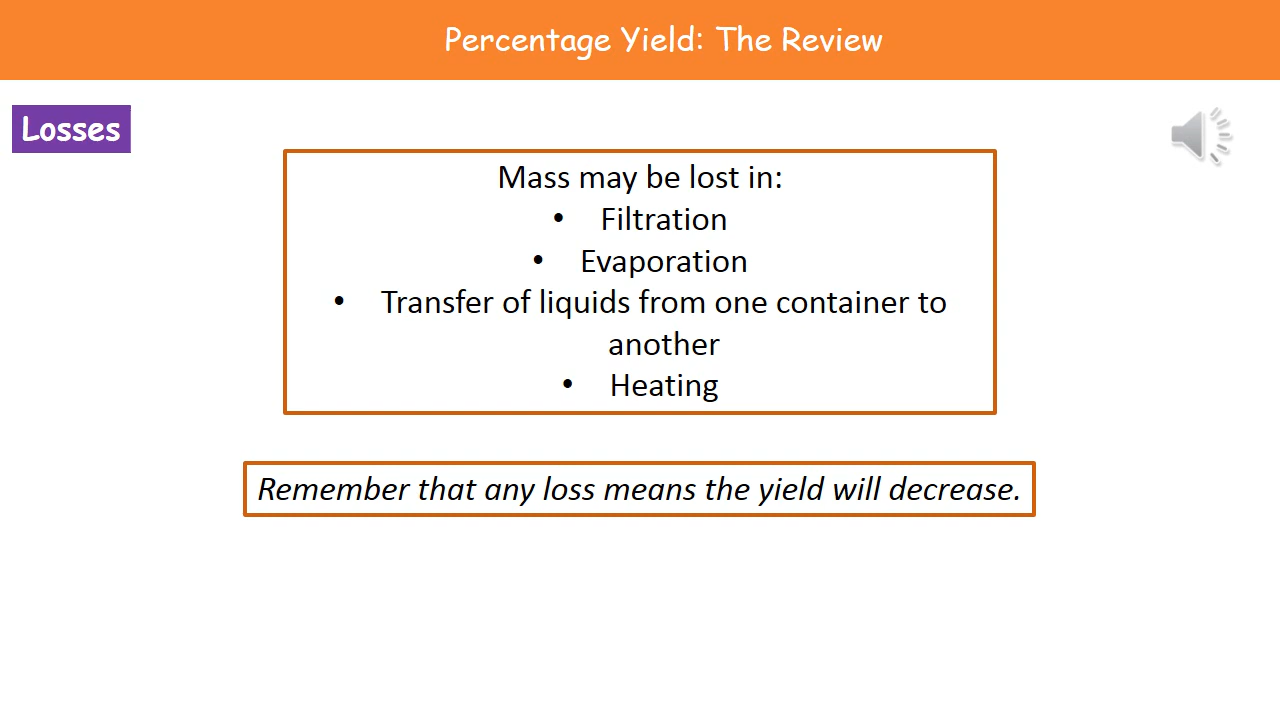 Percentage Yield: The Review
Losses
Mass may be lost in:
• Filtration
• Evaporation
• Transfer of liquids from one container to
another
• Heating
Remember that any loss means the yield will decrease.